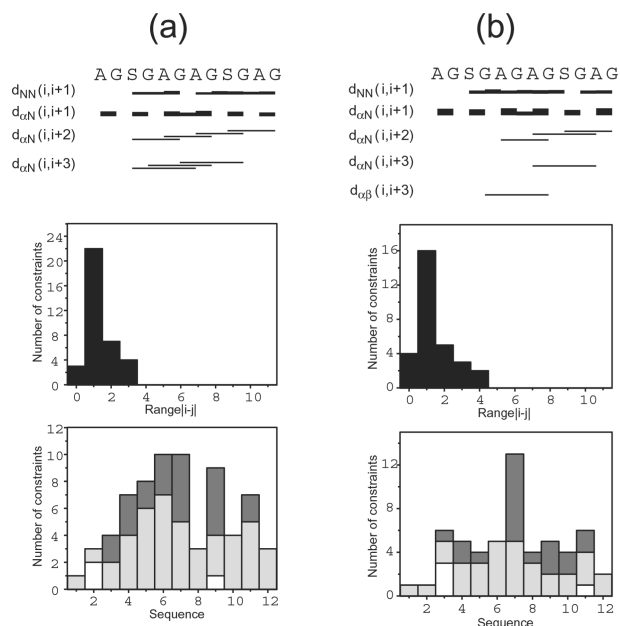 (a)
A G S G A G A G S G A G
dNN(i,i+1)
dαN(i,i+1)
dαN(i,i+2)
dαN(i,i+3)
Number of constraints
24
20
16
12
8
4
0
0 2 4 6 8 10
Range|i-j|
Number of constraints
12
10
8
6
4
2
0
2 4 6 8 10 12
Sequence
(b)
A G S G A G A G S G A G
dNN(i,i+1)
dαN(i,i+1)
dαN(i,i+2)
dαN(i,i+3)
dαβ(i,i+3)
Number of constraints
16
12
8
4
0
0 2 4 6 8 10
Range|i-j|
Number of constraints
12
8
4
0
2 4 6 8 10 12
Sequence